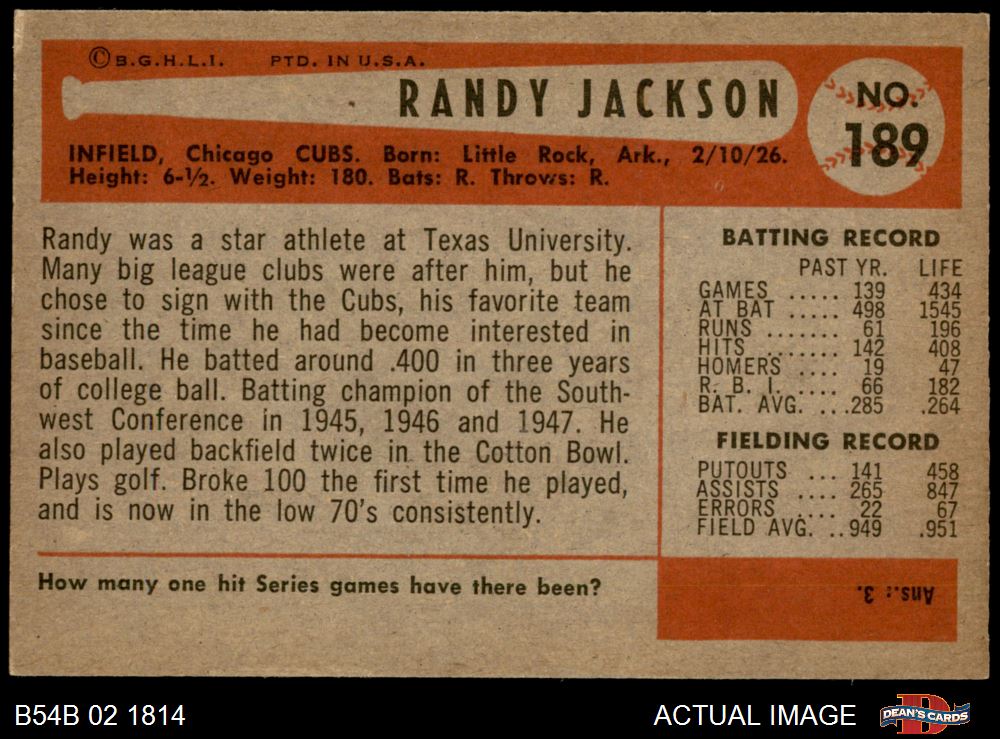 ©B.G.H.L.I. PTD. IN U.S.A.
RANDY JACKSON
NO.
189
INFIELD, Chicago CUBS. Born: Little Rock, Ark., 2/10/26.
Height: 6-½. Weight: 180. Bats: R. Throws: R.
Randy was a star athlete at Texas University.
Many big league clubs were after him, but he
chose to sign with the Cubs, his favorite team
since the time he had become interested in
baseball. He batted around .400 in three years
of college ball. Batting champion of the South-
west Conference in 1945, 1946 and 1947. He
also played backfield twice in the Cotton Bowl.
Plays golf. Broke 100 the first time he played,
and is now in the low 70's consistently.
BATTING RECORD
PAST YR. LIFE
GAMES ..... 139 434
AT BAT ..... 498 1545
RUNS ....... 61 196
HITS ........ 142 408
HOMERS .... 19 47
R. B. I. .... 66 182
BAT. AVG. ...285 .264
FIELDING RECORD
PUTOUTS ... 141 458
ASSISTS .... 265 847
ERRORS .... 22 67
FIELD AVG. ..949 .951
How many one hit Series games have there been?
Ans.: 3.
B54B 02 1814
ACTUAL IMAGE
DEAN'S CARDS